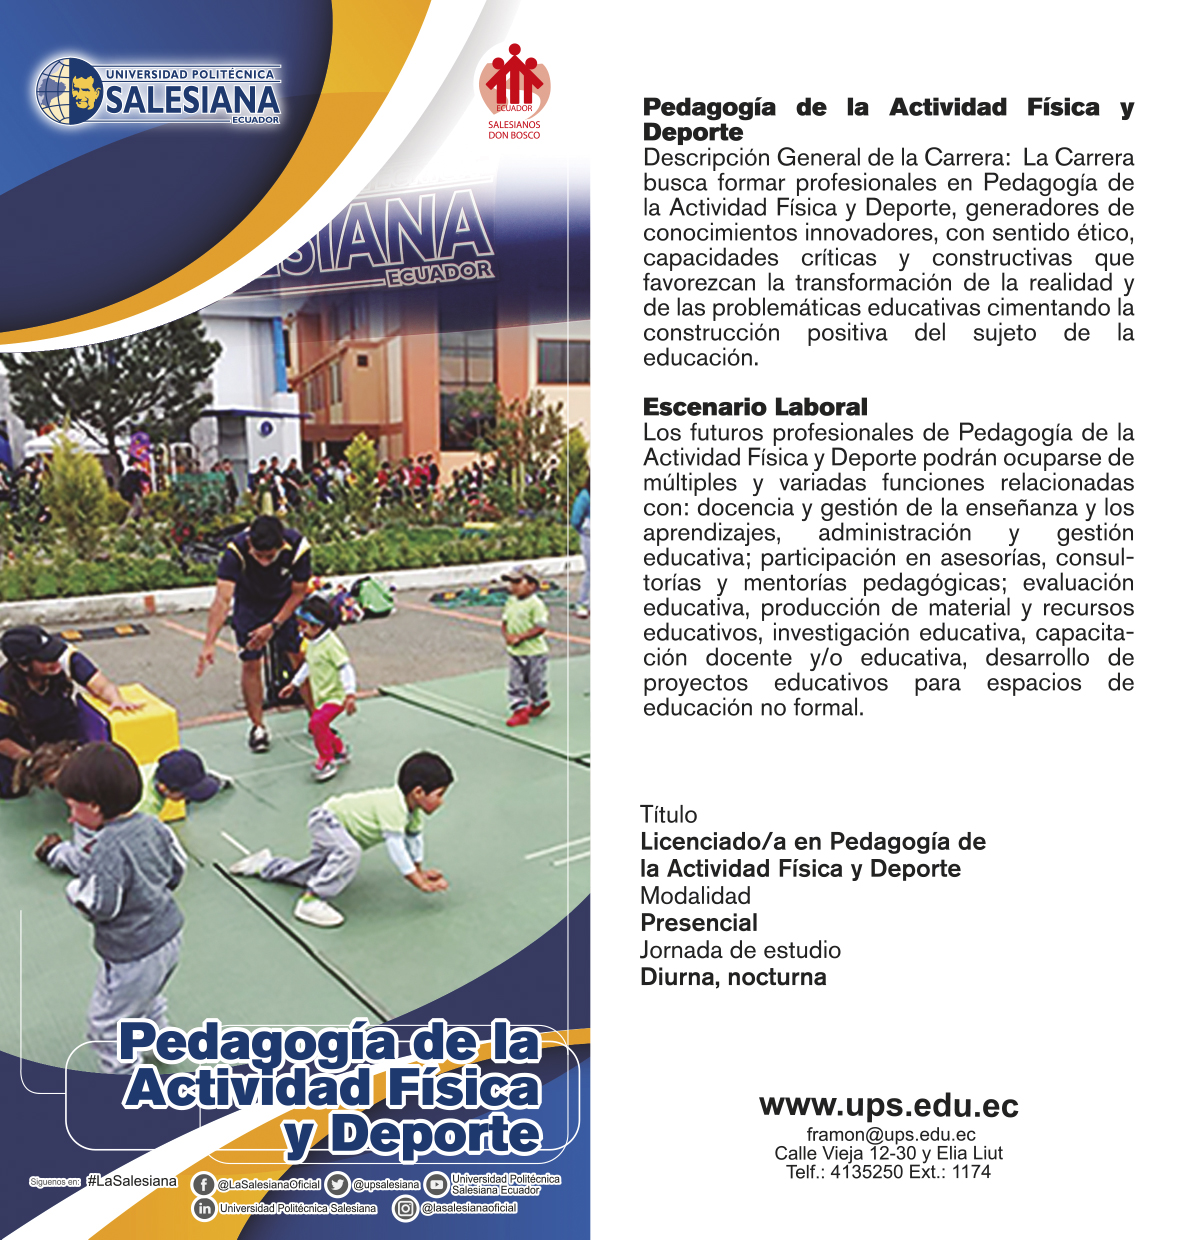 UNIVERSIDAD POLITÉCNICA
SALESIANA
ECUADOR
ECUADOR
SALESIANOS
DON BOSCO
ESIANA
ECUADOR
Pedagogía de la
Actividad Física
y Deporte
Síguenos en: #LaSalesiana @LaSalesianaOficial @upsalesiana Universidad Politécnica
Salesiana Ecuador
Universidad Politécnica Salesiana @lasalesianaoficial
Pedagogía de la Actividad Física y
Deporte
Descripción General de la Carrera: La Carrera
busca formar profesionales en Pedagogía de
la Actividad Física y Deporte, generadores de
conocimientos innovadores, con sentido ético,
capacidades críticas y constructivas que
favorezcan la transformación de la realidad y
de las problemáticas educativas cimentando la
construcción positiva del sujeto de la
educación.
Escenario Laboral
Los futuros profesionales de Pedagogía de la
Actividad Física y Deporte podrán ocuparse de
múltiples y variadas funciones relacionadas
con: docencia y gestión de la enseñanza y los
aprendizajes, administración y gestión
educativa; participación en asesorías, consul-
torías y mentorías pedagógicas; evaluación
educativa, producción de material y recursos
educativos, investigación educativa, capacita-
ción docente y/o educativa, desarrollo de
proyectos educativos para espacios de
educación no formal.
Título
Licenciado/a en Pedagogía de
la Actividad Física y Deporte
Modalidad
Presencial
Jornada de estudio
Diurna, nocturna
www.ups.edu.ec
framon@ups.edu.ec
Calle Vieja 12-30 y Elia Liut
Telf.: 4135250 Ext.: 1174